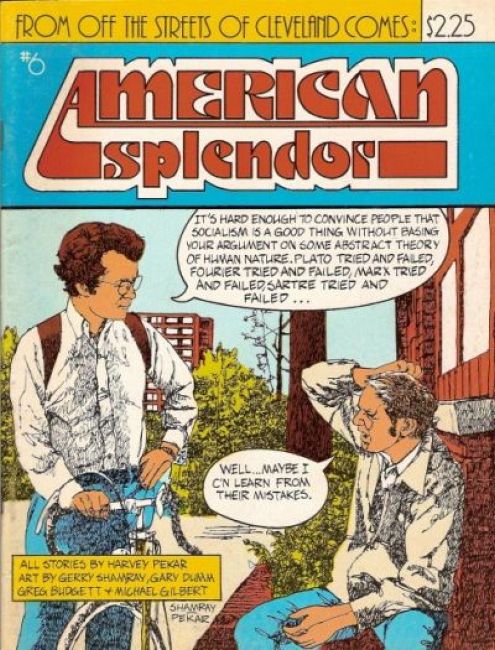 FROM OFF THE STREETS OF CLEVELAND COMES:
$2.25
#6
AMERICAN
splendor
IT'S HARD ENOUGH TO CONVINCE PEOPLE THAT
SOCIALISM IS A GOOD THING WITHOUT BASING
YOUR ARGUMENT ON SOME ABSTRACT THEORY
OF HUMAN NATURE. PLATO TRIED AND FAILED,
FOURIER TRIED AND FAILED, MARX TRIED
AND FAILED, SARTRE TRIED AND
FAILED ...
WELL...MAYBE I
C'N LEARN FROM
THEIR MISTAKES.
ALL STORIES BY HARVEY PEKAR
ART BY GERRY SHAMRAY, GARY DUMM
GREG BUDGETT + MICHAEL GILBERT
SHAMRAY
PEKAR